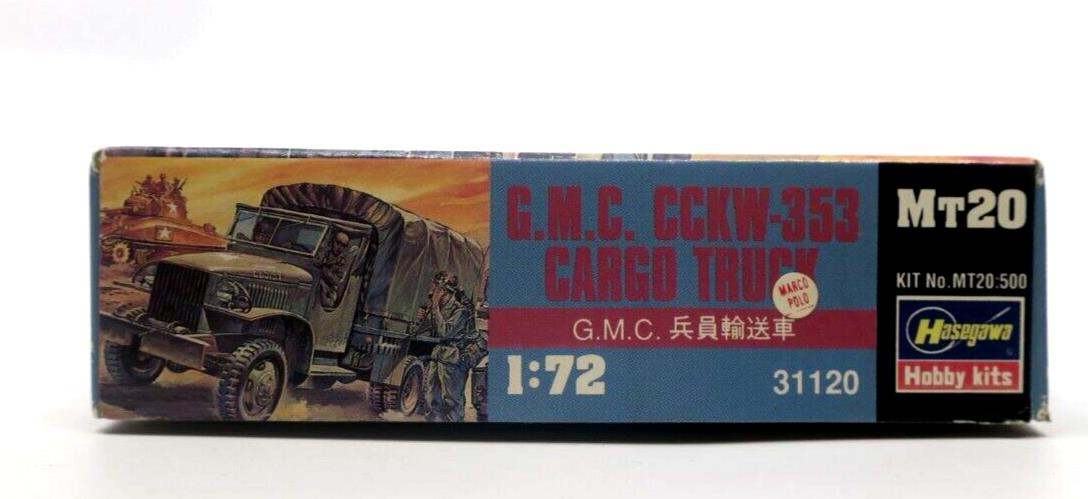 G.M.C. CCKW-353
CARGO TRUCK
MARCO
POLO
G.M.C. 兵員輸送車
1:72
31120
MT20
KIT No.MT20:500
Hasegawa
Hobby kits